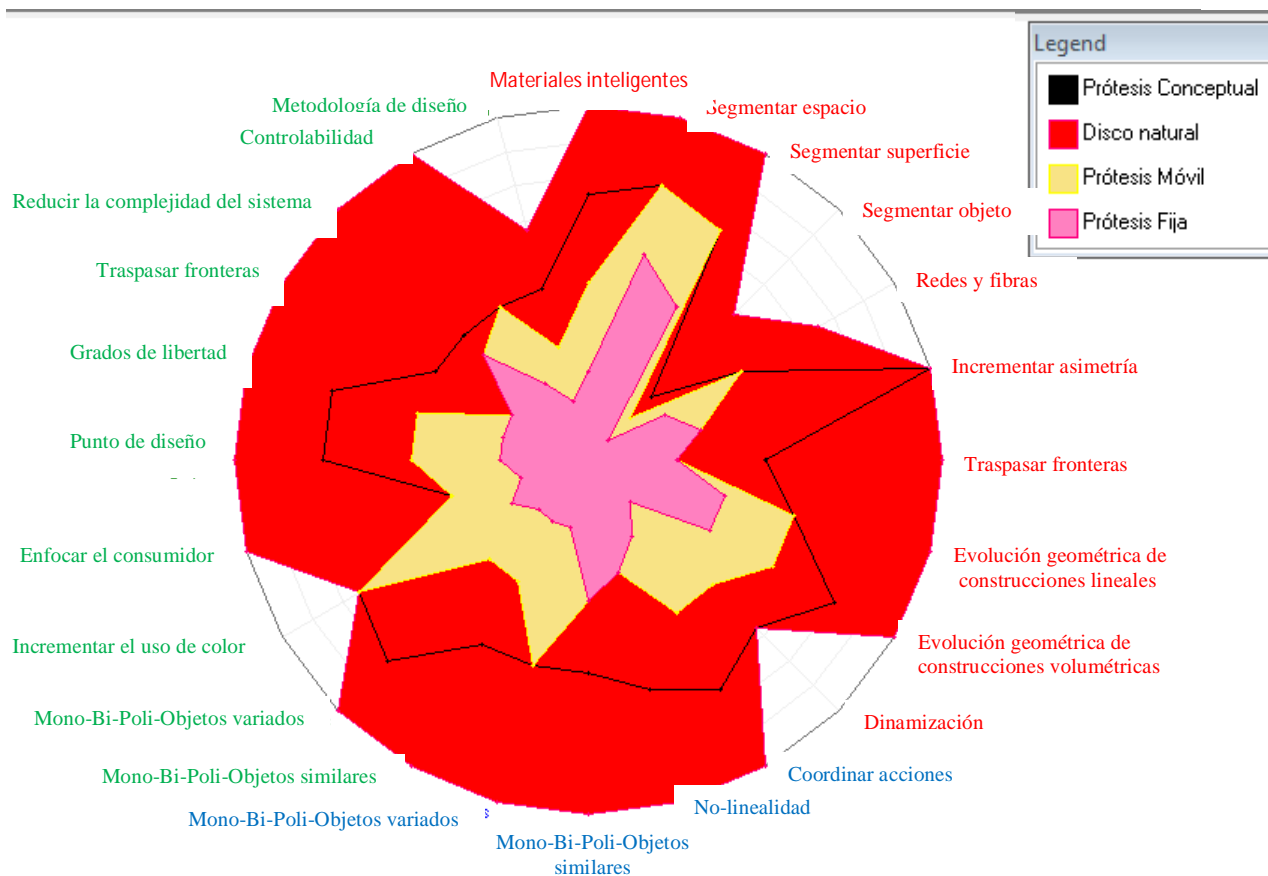 Legend
Prótesis Conceptual
Disco natural
Prótesis Móvil
Prótesis Fija
Materiales inteligentes
Segmentar espacio
Segmentar superficie
Segmentar objeto
Redes y fibras
Incrementar asimetría
Traspasar fronteras
Evolución geométrica de
construcciones lineales
Evolución geométrica de
construcciones volumétricas
Dinamización
Coordinar acciones
No-linealidad
Mono-Bi-Poli-Objetos
similares
Mono-Bi-Poli-Objetos variados
Mono-Bi-Poli-Objetos similares
Mono-Bi-Poli-Objetos variados
Incrementar el uso de color
Enfocar el consumidor
Punto de diseño
Grados de libertad
Traspasar fronteras
Reducir la complejidad del sistema
Controlabilidad
Metodología de diseño